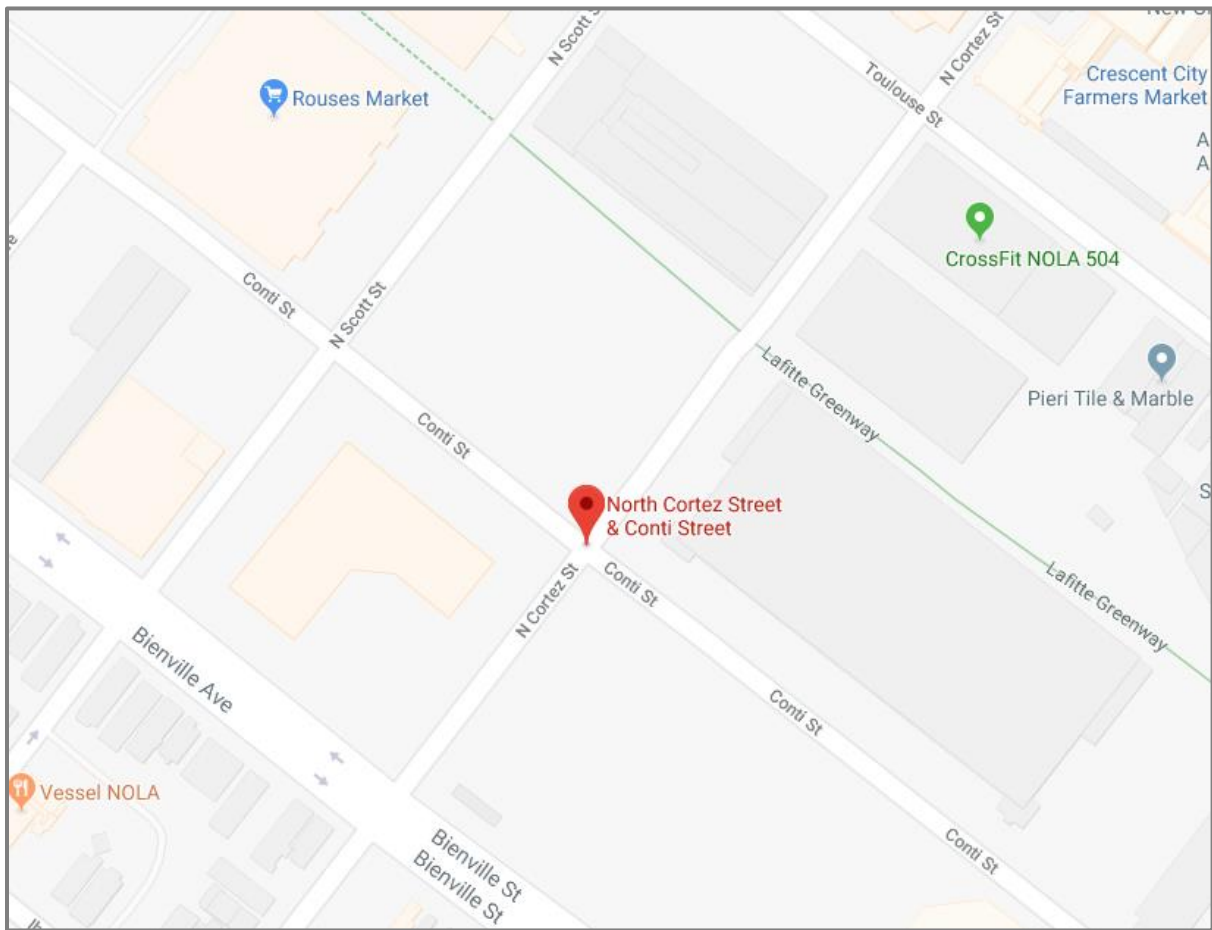 N Scott S
N Cortez St
Toulouse St
Crescent City
Farmers Market
Rouses Market
CrossFit NOLA 504
Conti St
N Scott St
Lafitte Greenway
Pieri Tile & Marble
Conti St
North Cortez Street
& Conti Street
N Cortez St
Conti St
Lafitte Greenway
Bienville Ave
Conti St
Vessel NOLA
Bienville St
Bienville St
Conti St